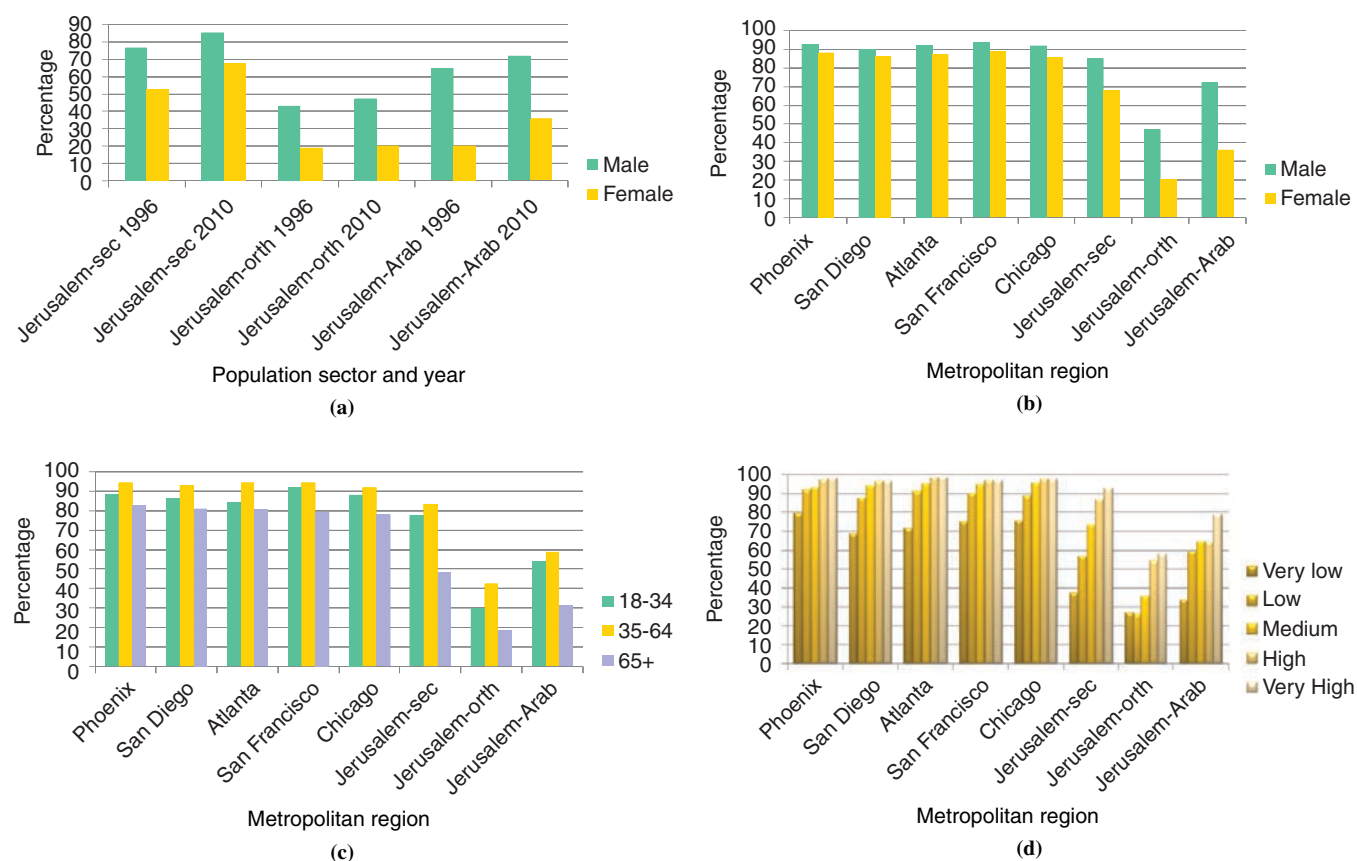 90
80
70
60
50
40
30
20
10
0
Percentage
Male
Female
Jerusalem-sec 1996
Jerusalem-sec 2010
Jerusalem-orth 1996
Jerusalem-orth 2010
Jerusalem-Arab 1996
Jerusalem-Arab 2010
Population sector and year
(a)
100
90
80
70
60
50
40
30
20
10
0
Percentage
Male
Female
Phoenix
San Diego
Atlanta
San Francisco
Chicago
Jerusalem-sec
Jerusalem-orth
Jerusalem-Arab
Metropolitan region
(b)
100
90
80
70
60
50
40
30
20
10
0
Percentage
18-34
35-64
65+
Phoenix
San Diego
Atlanta
San Francisco
Chicago
Jerusalem-sec
Jerusalem-orth
Jerusalem-Arab
Metropolitan region
(c)
100
90
80
70
60
50
40
30
20
10
0
Percentage
Very low
Low
Medium
High
Very High
Phoenix
San Diego
Atlanta
San Francisco
Chicago
Jerusalem-sec
Jerusalem-orth
Jerusalem-Arab
Metropolitan region
(d)